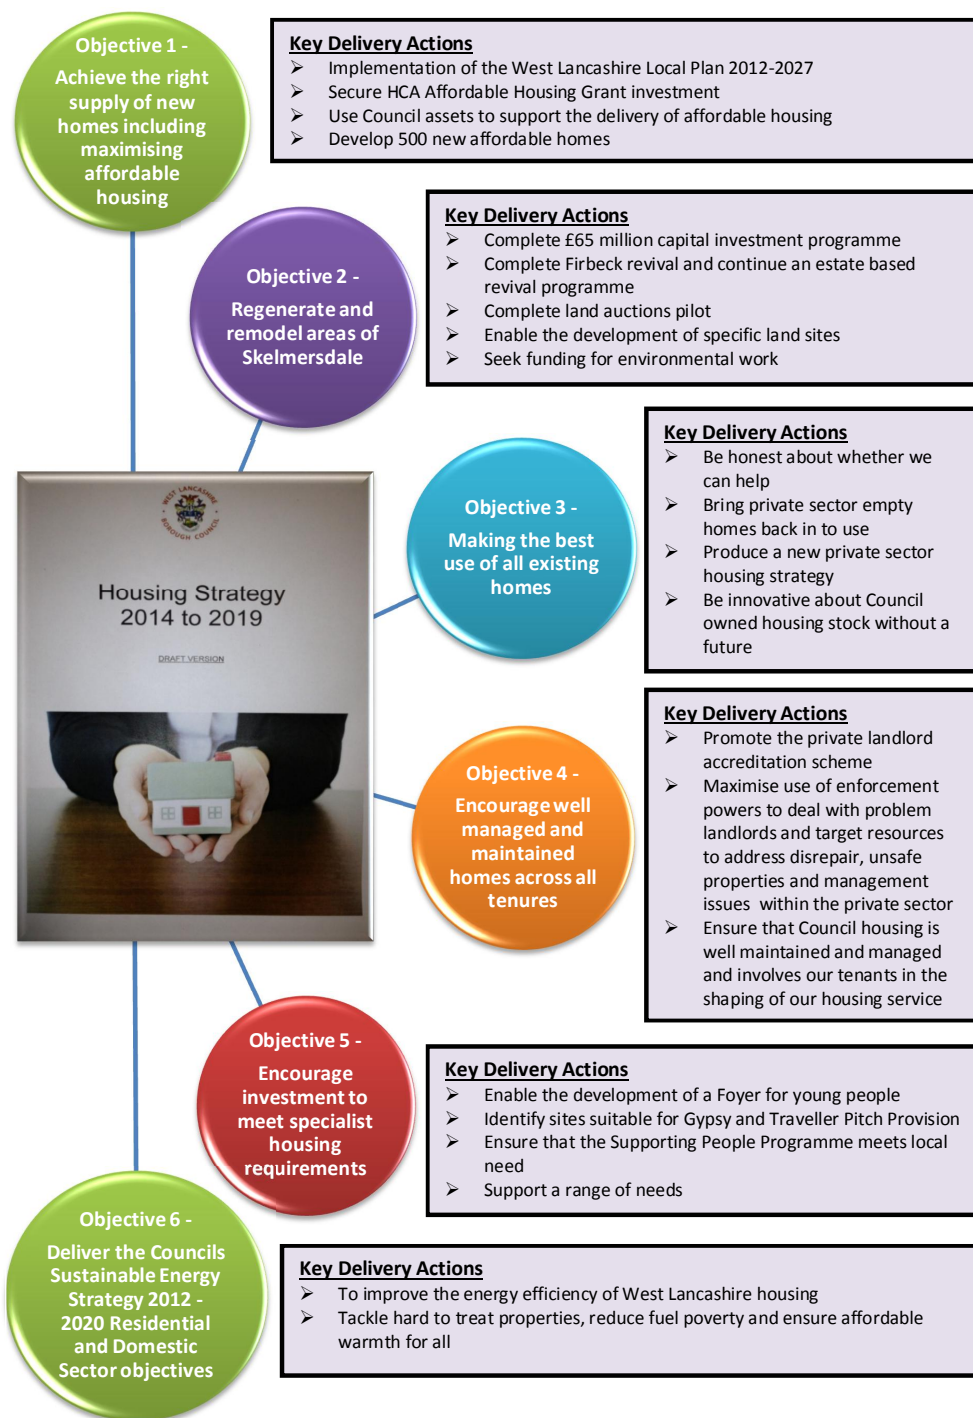 Objective 1 -
Achieve the right
supply of new
homes including
maximising
affordable
housing
Key Delivery Actions
➢ Implementation of the West Lancashire Local Plan 2012-2027
➢ Secure HCA Affordable Housing Grant investment
➢ Use Council assets to support the delivery of affordable housing
➢ Develop 500 new affordable homes
Objective 2 -
Regenerate and
remodel areas of
Skelmersdale
Key Delivery Actions
➢ Complete £65 million capital investment programme
➢ Complete Firbeck revival and continue an estate based
revival programme
➢ Complete land auctions pilot
➢ Enable the development of specific land sites
➢ Seek funding for environmental work
Objective 3 -
Making the best
use of all existing
homes
Key Delivery Actions
➢ Be honest about whether we
can help
➢ Bring private sector empty
homes back in to use
➢ Produce a new private sector
housing strategy
➢ Be innovative about Council
owned housing stock without a
future
WEST LANCASHIRE
BOROUGH COUNCIL
Housing Strategy
2014 to 2019
DRAFT VERSION
Objective 4 -
Encourage well
managed and
maintained
homes across all
tenures
Key Delivery Actions
➢ Promote the private landlord
accreditation scheme
➢ Maximise use of enforcement
powers to deal with problem
landlords and target resources
to address disrepair, unsafe
properties and management
issues within the private sector
➢ Ensure that Council housing is
well maintained and managed
and involves our tenants in the
shaping of our housing service
Objective 5 -
Encourage
investment to
meet specialist
housing
requirements
Key Delivery Actions
➢ Enable the development of a Foyer for young people
➢ Identify sites suitable for Gypsy and Traveller Pitch Provision
➢ Ensure that the Supporting People Programme meets local
need
➢ Support a range of needs
Objective 6 -
Deliver the Councils
Sustainable Energy
Strategy 2012 -
2020 Residential
and Domestic
Sector objectives
Key Delivery Actions
➢ To improve the energy efficiency of West Lancashire housing
➢ Tackle hard to treat properties, reduce fuel poverty and ensure affordable
warmth for all